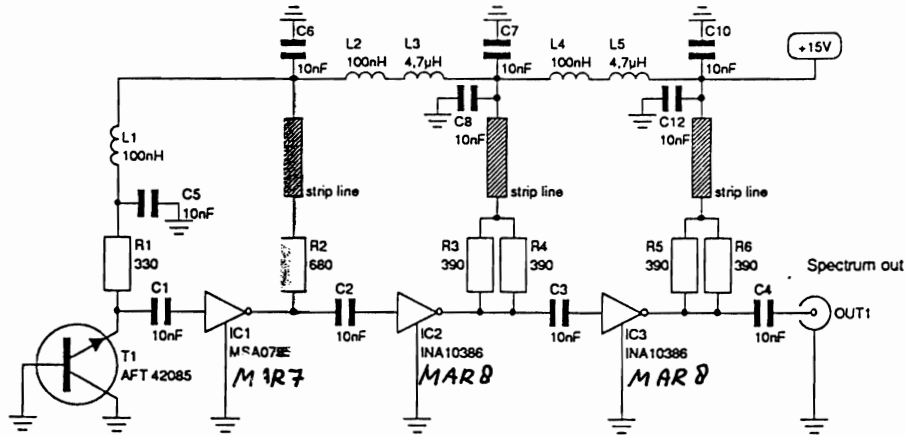 C6
10nF
L2
100nH
L3
4,7µH
C7
10nF
L4
100nH
L5
4,7µH
C10
10nF
+15V
C8
10nF
C12
10nF
L1
100nH
C5
10nF
strip line
strip line
strip line
R1
330
R2
680
R3
390
R4
390
R5
390
R6
390
Spectrum out
C1
10nF
C2
10nF
C3
10nF
C4
10nF
OUT1
T1
AFT 42085
IC1
MAR7
IC2
INA10386
MAR8
IC3
INA10386
MAR 8